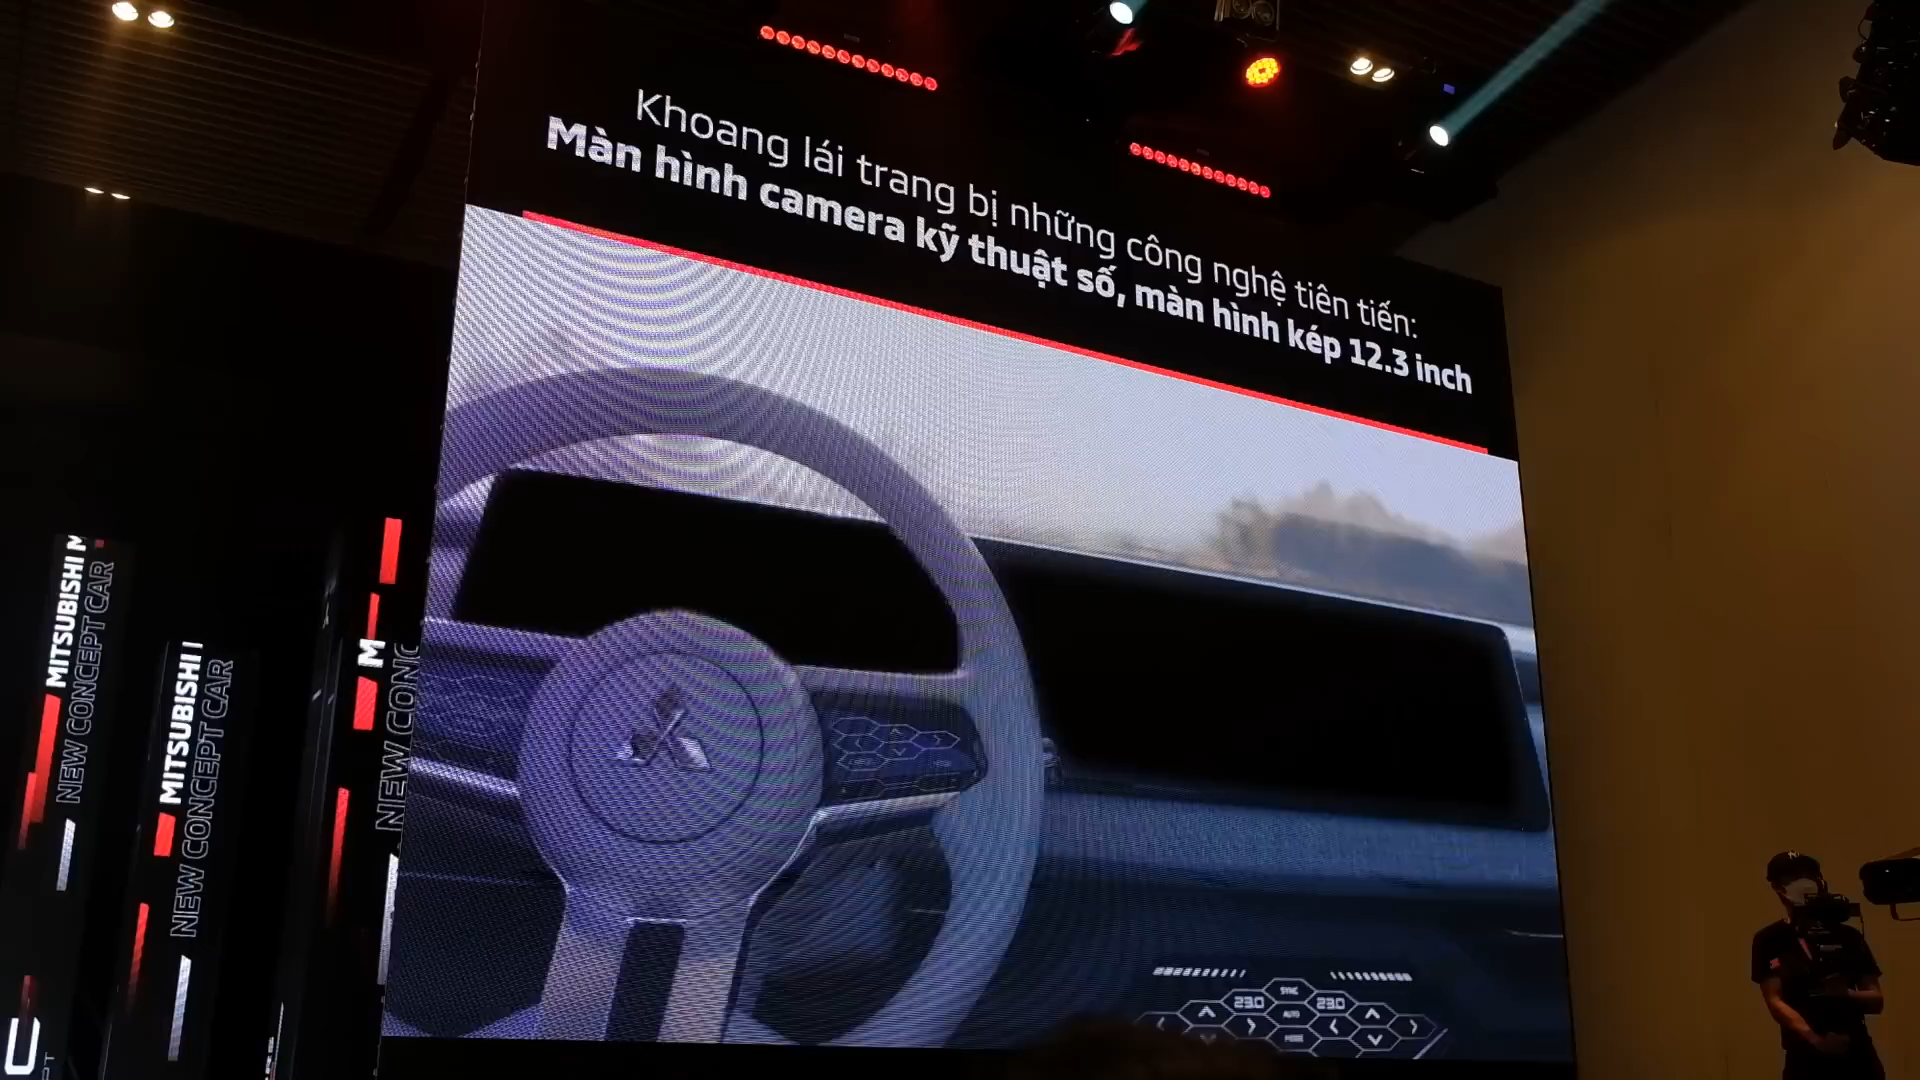 Khoang lái trang bị những công nghệ tiên tiến:
Màn hình camera kỹ thuật số, màn hình kép 12.3 inch
MITSUBISHI M
NEW CONCEPT CAR
MITSUBISHI
NEW CONCEPT CAR
M
NEW CONC
SYNC
23.0
23.0
AUTO